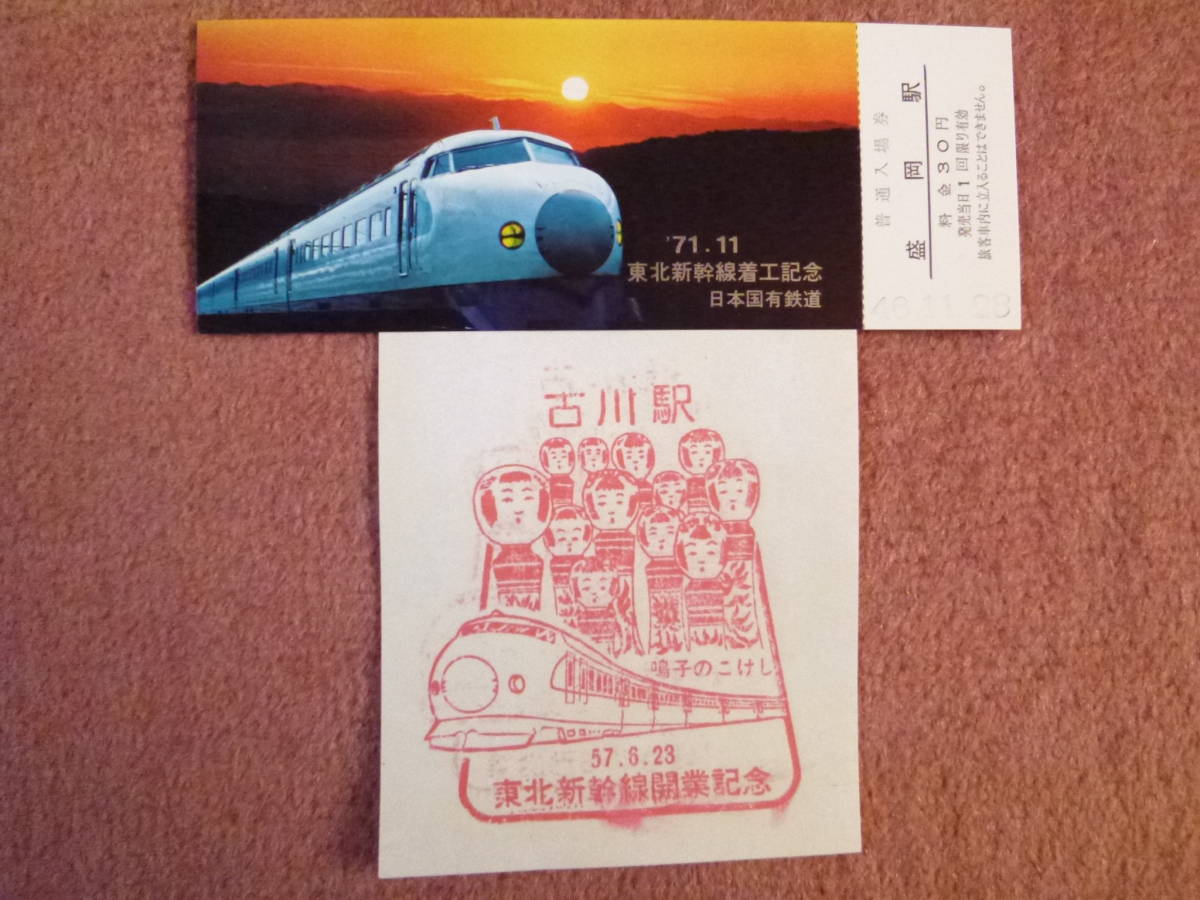 '71.11
東北新幹線着工記念
日本国有鉄道
普通入場券
盛岡駅
料金30円
発売当日1回限り有効
旅客車内に立入ることはできません。
46.11.28
古川駅
鳴子のこけし
57.6.23
東北新幹線開業記念